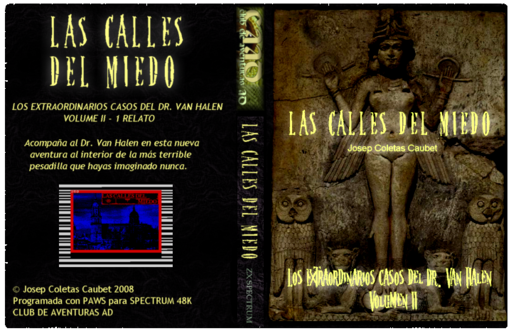 LAS CALLES
DEL MIEDO
LOS EXTRAORDINARIOS CASOS DEL DR. VAN HALEN
VOLUME II - 1 RELATO
Acompaña al Dr. Van Halen en esta nueva
aventura al interior de la más terrible
pesadilla que hayas imaginado nunca.
© Josep Coletas Caubet 2008
Programada con PAWS para SPECTRUM 48K
CLUB DE AVENTURAS AD
LAS CALLES DEL MIEDO
ZX SPECTRUM
LAS CALLES DEL MIEDO
Josep Coletas Caubet
LOS EXTRAORDINARIOS CASOS DEL DR. VAN HALEN
VOLUMEN II